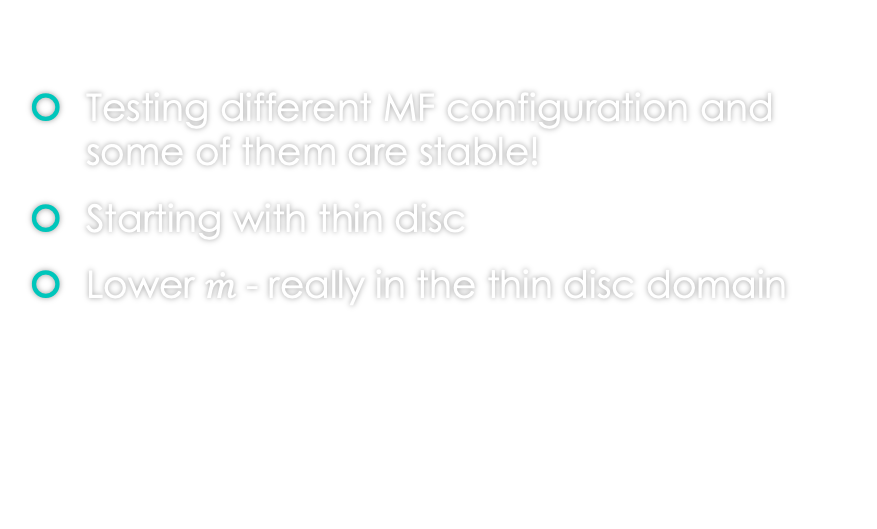 Testing different MF configuration and
some of them are stable!
Starting with thin disc
Lower ṁ - really in the thin disc domain